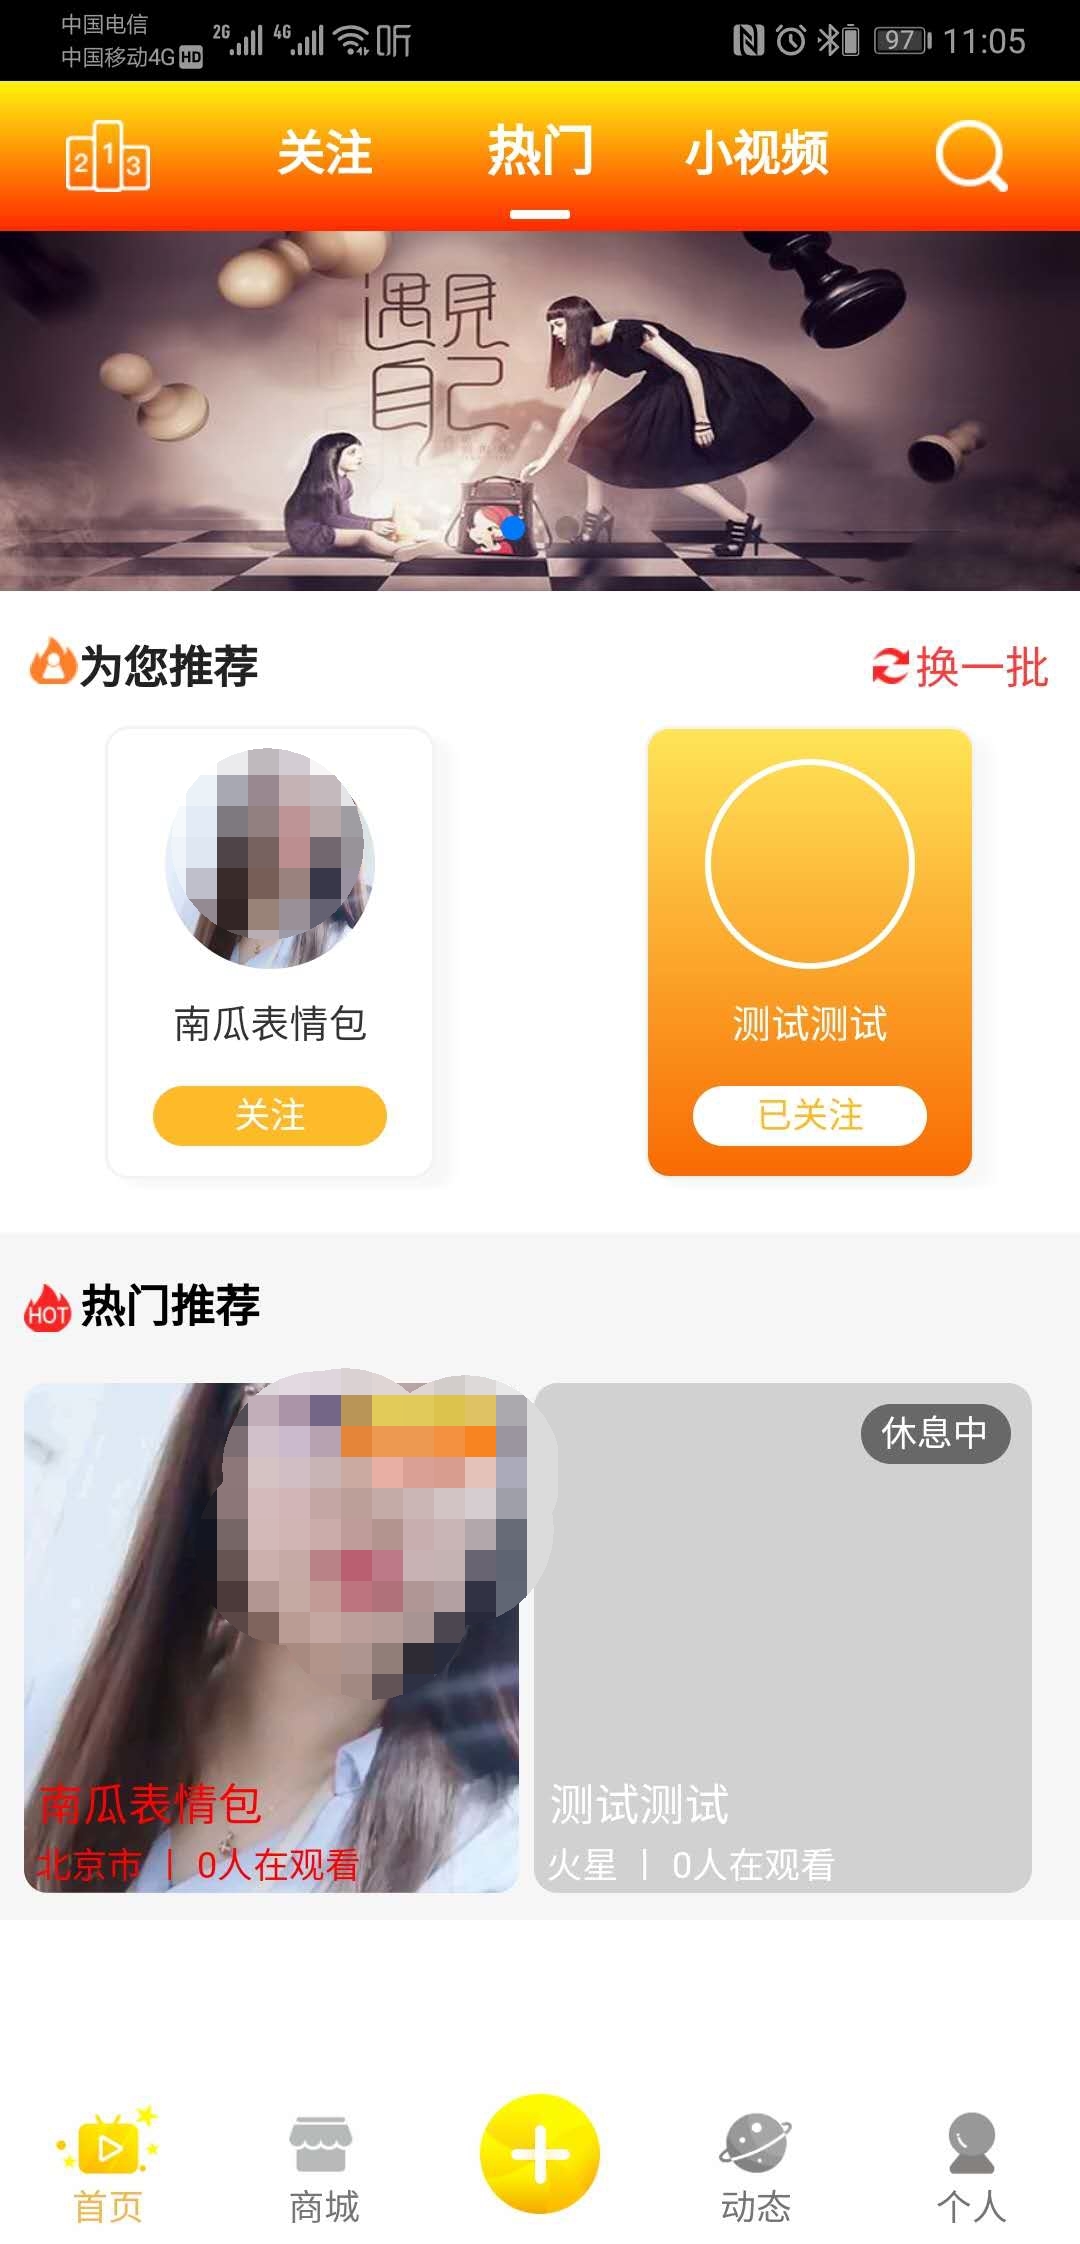 中国电信
中国移动4G HD
2G 4G 听 97 11:05
2 1 3 关注 热门 小视频
遇见
自己
为您推荐 换一批
南瓜表情包 测试测试
关注 已关注
HOT 热门推荐
休息中
南瓜表情包 测试测试
北京市 | 0人在观看 火星 | 0人在观看
首页 商城 动态 个人